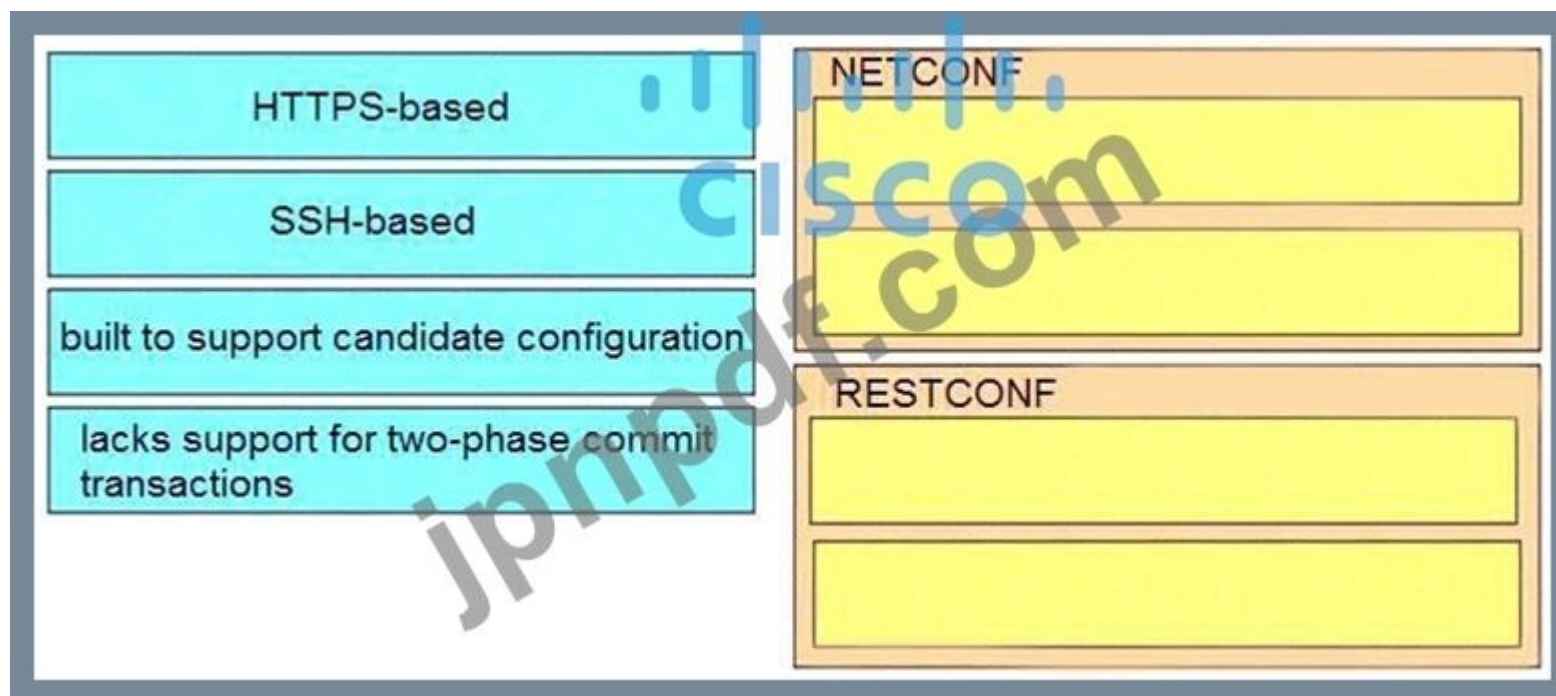 HTTPS-based
SSH-based
built to support candidate configuration
lacks support for two-phase commit
transactions
NETCONF
RESTCONF
CISCO
jpnpdf.com